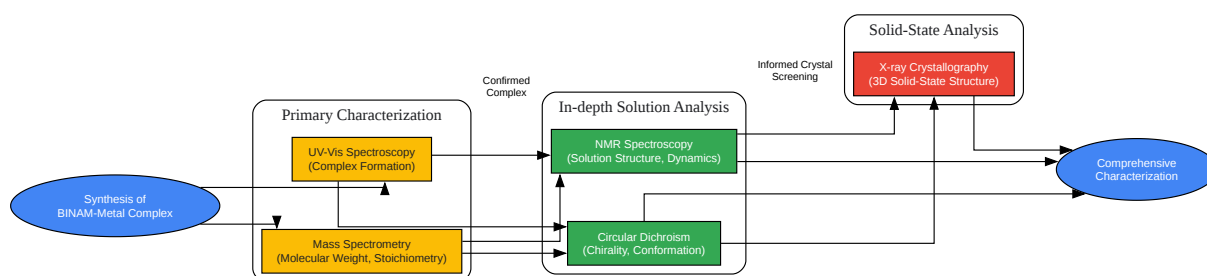 Solid-State Analysis
X-ray Crystallography
(3D Solid-State Structure)
Informed Crystal
Screening
Confirmed
Complex
Primary Characterization
In-depth Solution Analysis
UV-Vis Spectroscopy
(Complex Formation)
NMR Spectroscopy
(Solution Structure, Dynamics)
Comprehensive
Characterization
Synthesis of
BINAM-Metal Complex
Mass Spectrometry
(Molecular Weight, Stoichiometry)
Circular Dichroism
(Chirality, Conformation)